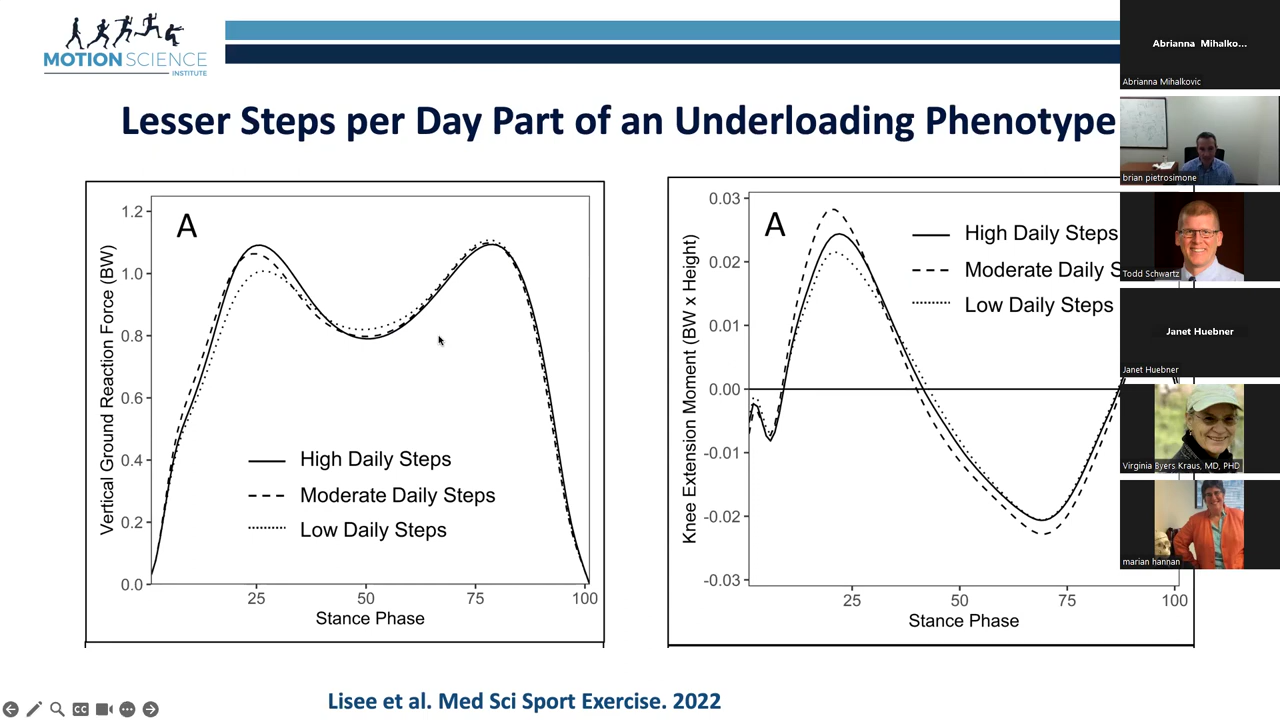 MOTION SCIENCE
INSTITUTE
Lesser Steps per Day Part of an Underloading Phenotype
A
1.2
1.0
0.8
0.6
0.4
0.2
0.0
Vertical Ground Reaction Force (BW)
High Daily Steps
Moderate Daily Steps
Low Daily Steps
25
50
75
100
Stance Phase
A
0.03
0.02
0.01
0.00
-0.01
-0.02
-0.03
Knee Extension Moment (BW x Height)
High Daily Steps
Moderate Daily S
Low Daily Steps
25
50
75
100
Stance Phase
Lisee et al. Med Sci Sport Exercise. 2022
CC
Abrianna Mihalko...
Abrianna Mihalkovic
brian pietrosimone
Todd Schwartz
Janet Huebner
Janet Huebner
Virginia Byers Kraus, MD, PHD
marian hannan